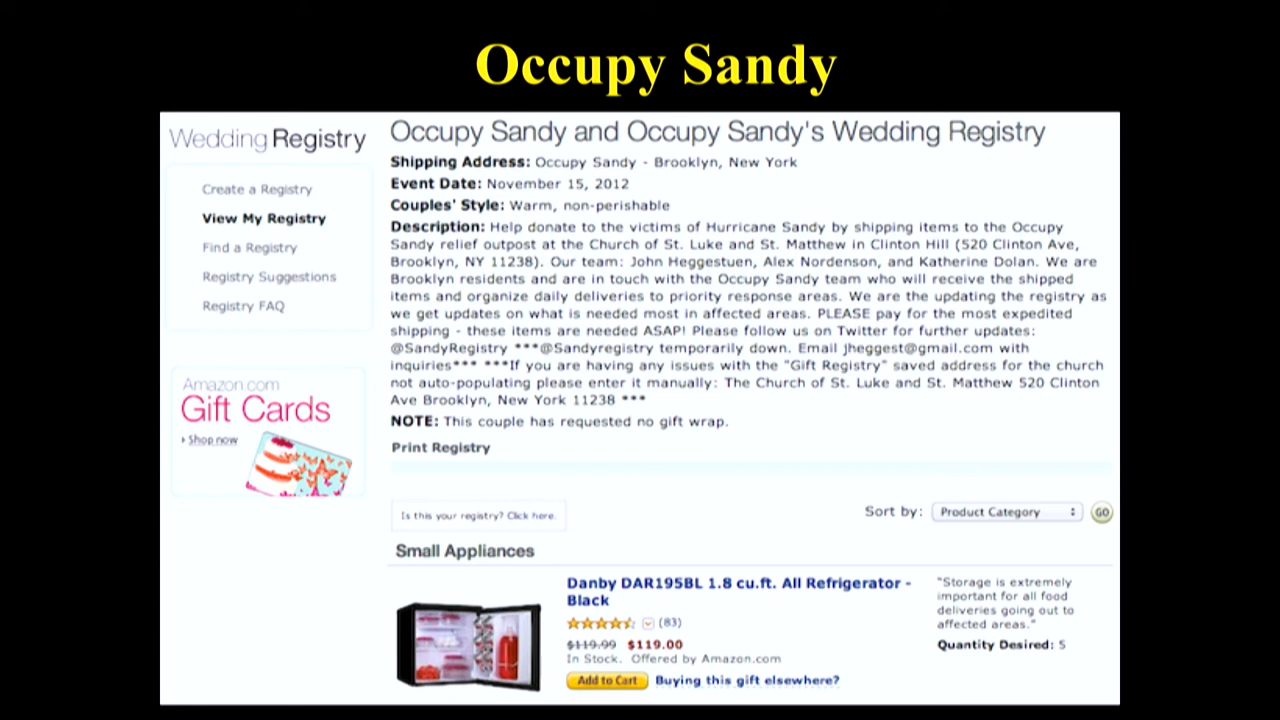 Occupy Sandy
Wedding Registry
Create a Registry
View My Registry
Find a Registry
Registry Suggestions
Registry FAQ
Amazon.com
Gift Cards
Shop now
Occupy Sandy and Occupy Sandy's Wedding Registry
Shipping Address: Occupy Sandy - Brooklyn, New York
Event Date: November 15, 2012
Couples' Style: Warm, non-perishable
Description: Help donate to the victims of Hurricane Sandy by shipping items to the Occupy
Sandy relief outpost at the Church of St. Luke and St. Matthew in Clinton Hill (520 Clinton Ave,
Brooklyn, NY 11238). Our team: John Heggestuen, Alex Nordenson, and Katherine Dolan. We are
Brooklyn residents and are in touch with the Occupy Sandy team who will receive the shipped
items and organize daily deliveries to priority response areas. We are the updating the registry as
we get updates on what is needed most in affected areas. PLEASE pay for the most expedited
shipping - these items are needed ASAP! Please follow us on Twitter for further updates:
@SandyRegistry ***@Sandyregistry temporarily down. Email jheggest@gmail.com with
inquiries*** ***If you are having any issues with the "Gift Registry" saved address for the church
not auto-populating please enter it manually: The Church of St. Luke and St. Matthew 520 Clinton
Ave Brooklyn, New York 11238 ***
NOTE: This couple has requested no gift wrap.
Print Registry
Is this your registry? Click here.
Sort by: Product Category GO
Small Appliances
Danby DAR195BL 1.8 cu.ft. All Refrigerator -
Black
(83)
$119.99 $119.00
In Stock. Offered by Amazon.com
Add to Cart Buying this gift elsewhere?
"Storage is extremely
important for all food
deliveries going out to
affected areas."
Quantity Desired: 5